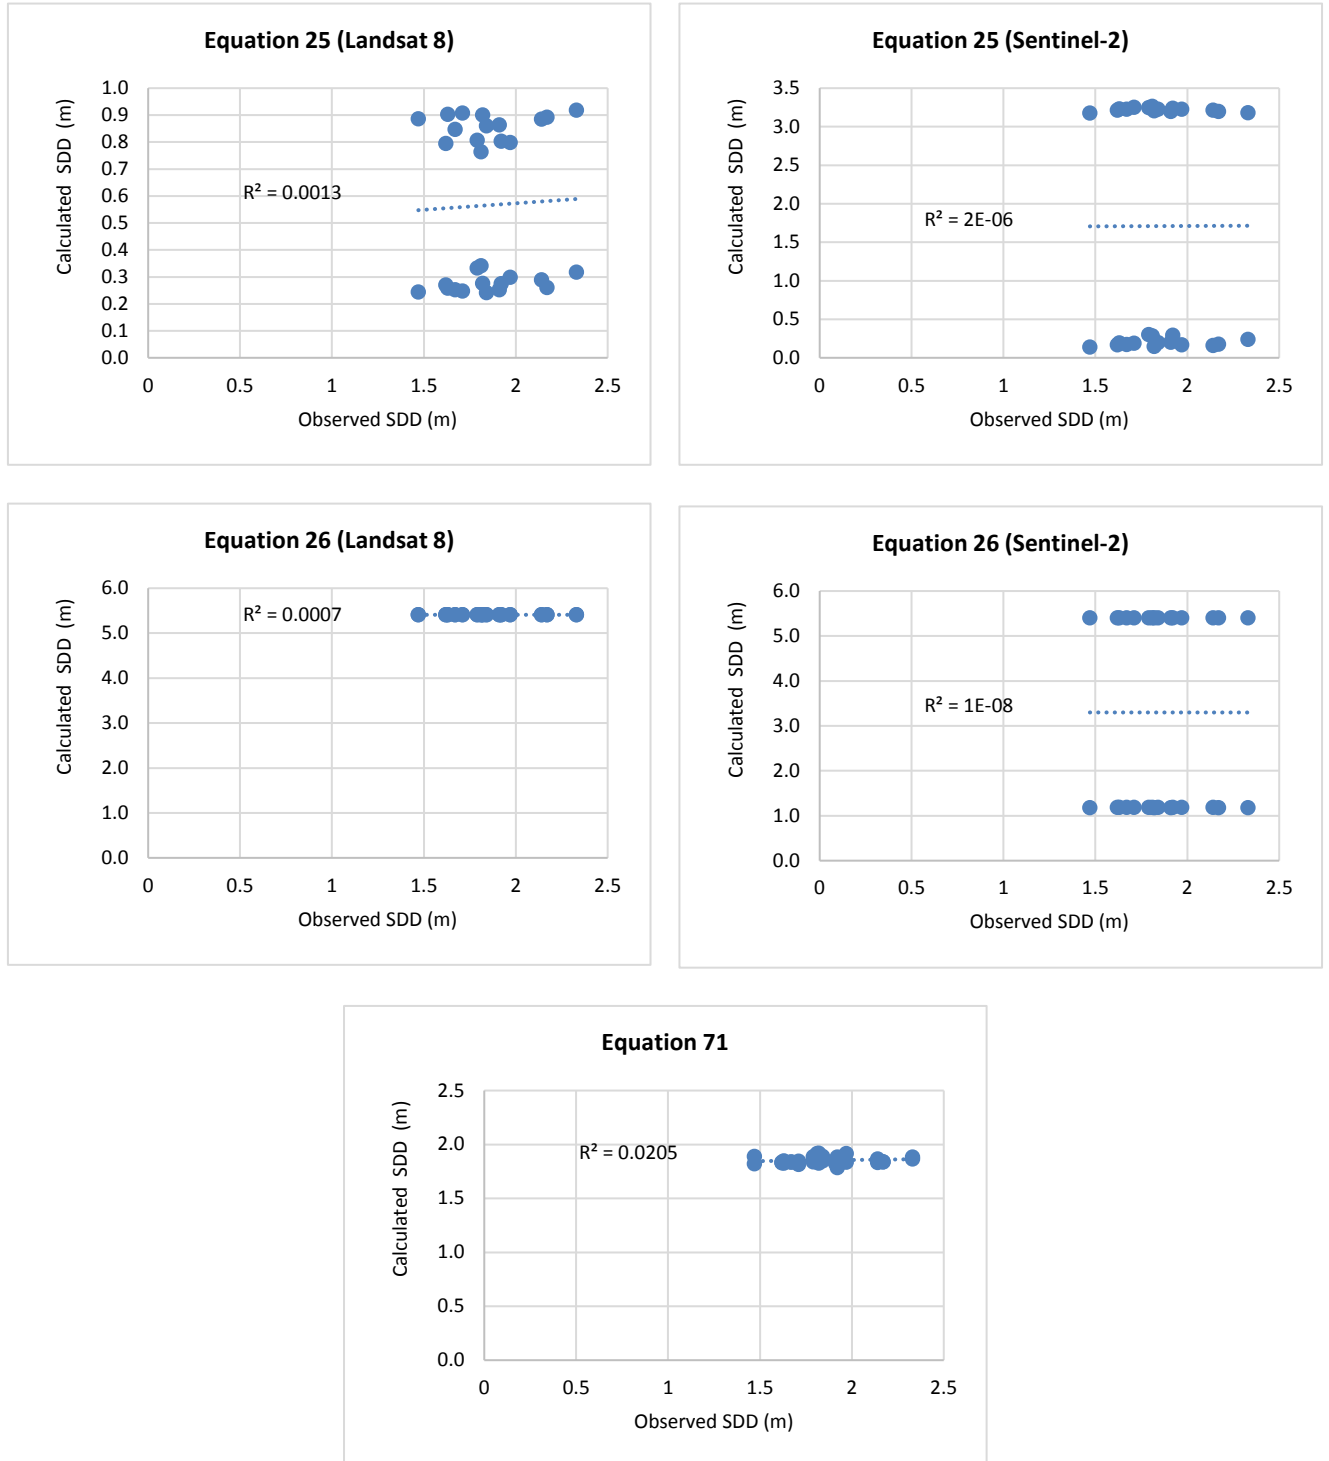 Equation 25 (Landsat 8)
Calculated SDD (m)
1.0
0.9
0.8
0.7
0.6
0.5
0.4
0.3
0.2
0.1
0.0
R² = 0.0013
0 0.5 1 1.5 2 2.5
Observed SDD (m)
Equation 25 (Sentinel-2)
Calculated SDD (m)
3.5
3.0
2.5
2.0
1.5
1.0
0.5
0.0
R² = 2E-06
0 0.5 1 1.5 2 2.5
Observed SDD (m)
Equation 26 (Landsat 8)
Calculated SDD (m)
6.0
5.0
4.0
3.0
2.0
1.0
0.0
R² = 0.0007
0 0.5 1 1.5 2 2.5
Observed SDD (m)
Equation 26 (Sentinel-2)
Calculated SDD (m)
6.0
5.0
4.0
3.0
2.0
1.0
0.0
R² = 1E-08
0 0.5 1 1.5 2 2.5
Observed SDD (m)
Equation 71
Calculated SDD (m)
2.5
2.0
1.5
1.0
0.5
0.0
R² = 0.0205
0 0.5 1 1.5 2 2.5
Observed SDD (m)